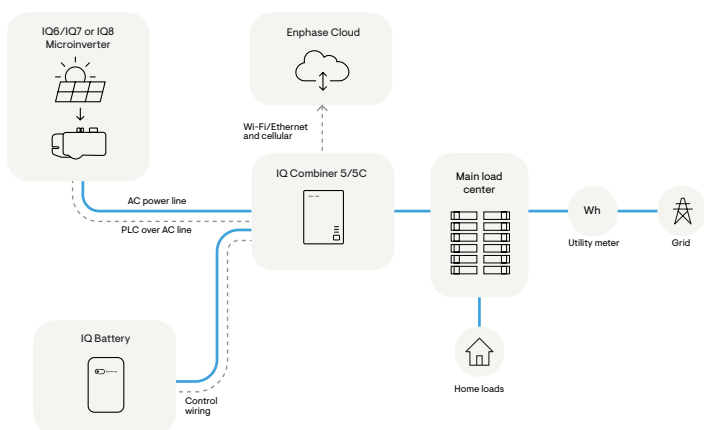 IQ6/IQ7 or IQ8
Microinverter
Enphase Cloud
Wi-Fi/Ethernet
and cellular
IQ Combiner 5/5C
Main load
center
AC power line
PLC over AC line
Wh
Utility meter
Grid
IQ Battery
Control
wiring
Home loads